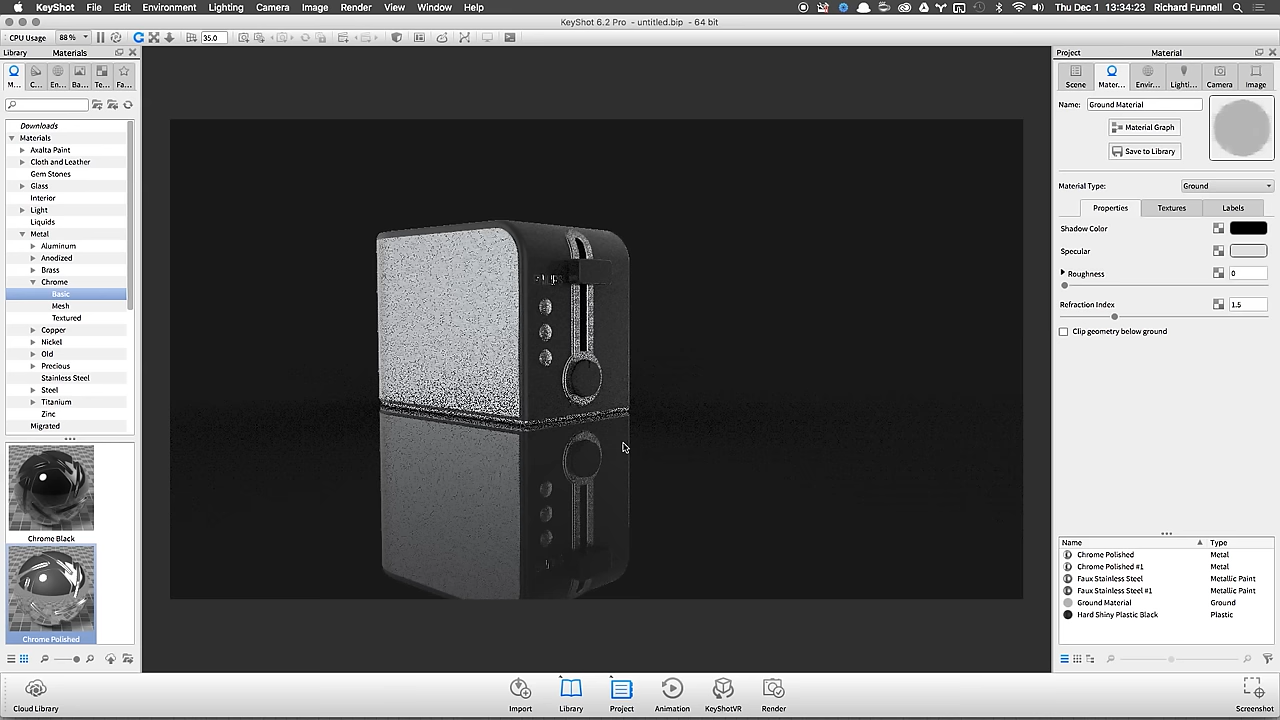 KeyShot File Edit Environment Lighting Camera Image Render View Window Help Thu Dec 1 13:34:23 Richard Funnell
KeyShot 6.2 Pro - untitled.bip - 64 bit
CPU Usage 88 % 35.0
Library Materials
M... C... En... Ba... Te... Fa...
Downloads
Materials
Axalta Paint
Cloth and Leather
Gem Stones
Glass
Interior
Light
Liquids
Metal
Aluminum
Anodized
Brass
Chrome
Basic
Mesh
Textured
Copper
Nickel
Old
Precious
Stainless Steel
Steel
Titanium
Zinc
Migrated
Chrome Black
Chrome Polished
Project Material
Scene Mater... Envir... Lighti... Camera Image
Name: Ground Material
Material Graph
Save to Library
Material Type: Ground
Properties Textures Labels
Shadow Color
Specular
Roughness 0
Refraction Index 1.5
Clip geometry below ground
Name Type
Chrome Polished Metal
Chrome Polished #1 Metal
Faux Stainless Steel Metallic Paint
Faux Stainless Steel #1 Metallic Paint
Ground Material Ground
Hard Shiny Plastic Black Plastic
Cloud Library Import Library Project Animation KeyShotVR Render Screenshot